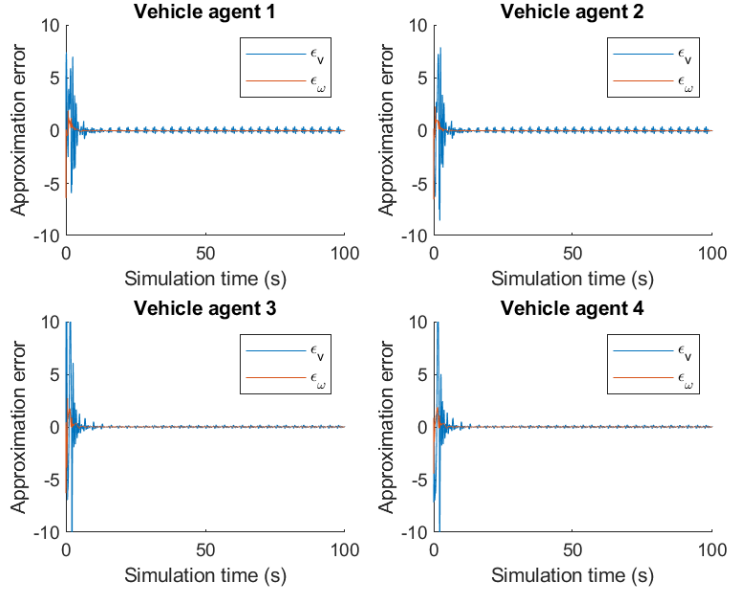 Vehicle agent 1
10
5
0
-5
-10
Approximation error
ϵv
ϵω
0
50
100
Simulation time (s)
Vehicle agent 2
10
5
0
-5
-10
Approximation error
ϵv
ϵω
0
50
100
Simulation time (s)
Vehicle agent 3
10
5
0
-5
-10
Approximation error
ϵv
ϵω
0
50
100
Simulation time (s)
Vehicle agent 4
10
5
0
-5
-10
Approximation error
ϵv
ϵω
0
50
100
Simulation time (s)